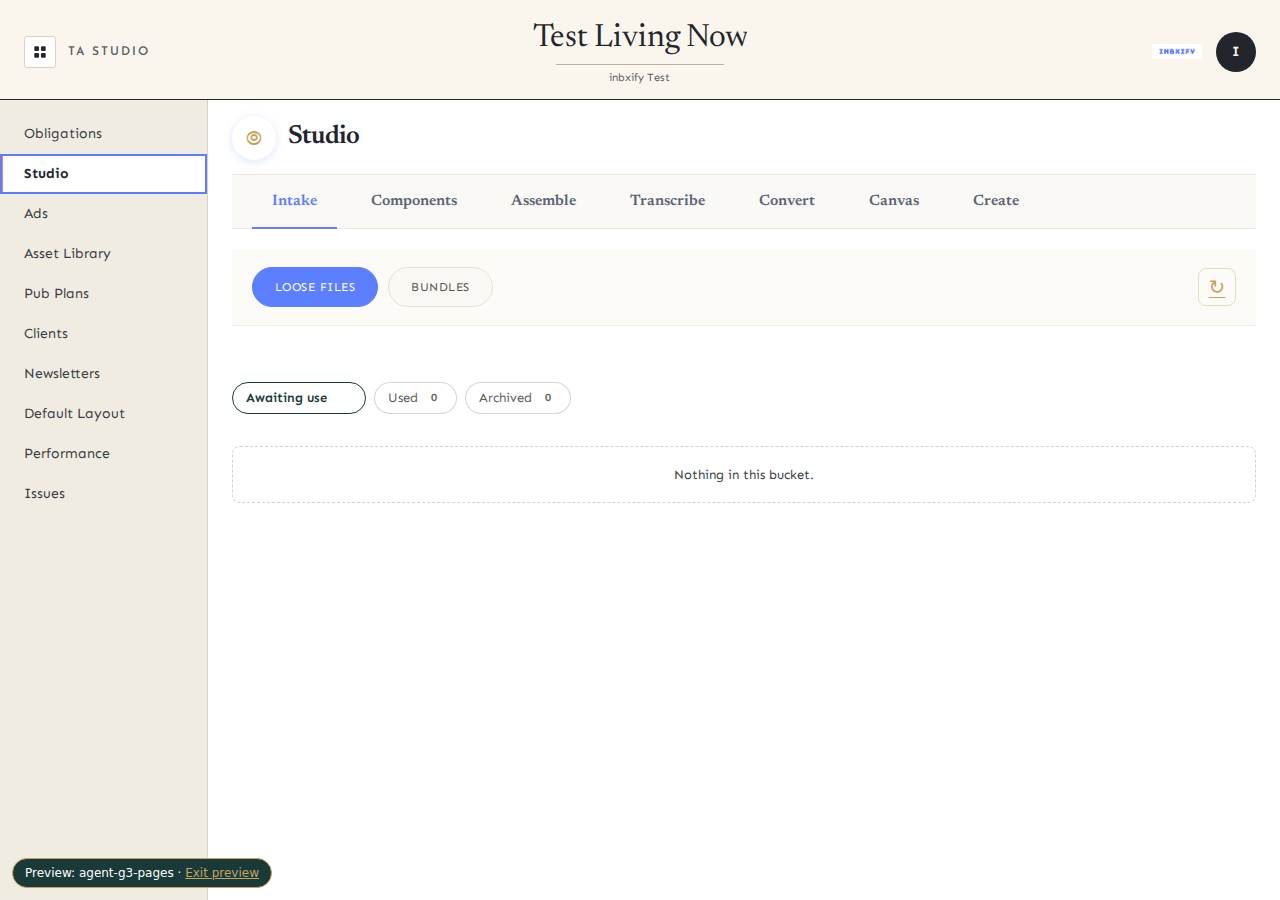 TA STUDIO
Test Living Now
inbxify Test
INBXIFY
I
Obligations
Studio
Ads
Asset Library
Pub Plans
Clients
Newsletters
Default Layout
Performance
Issues
Studio
Intake Components Assemble Transcribe Convert Canvas Create
LOOSE FILES BUNDLES
Awaiting use Used 0 Archived 0
Nothing in this bucket.
Preview: agent-g3-pages · Exit preview